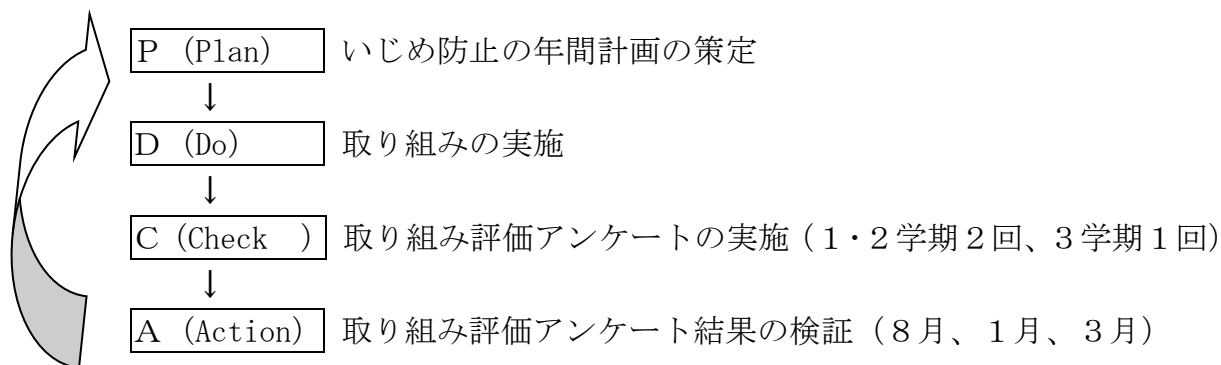 Ｐ (Plan) いじめ防止の年間計画の策定
↓
Ｄ (Do) 取り組みの実施
↓
Ｃ (Check ) 取り組み評価アンケートの実施（１・２学期２回、３学期１回）
↓
Ａ (Action) 取り組み評価アンケート結果の検証（８月、１月、３月）